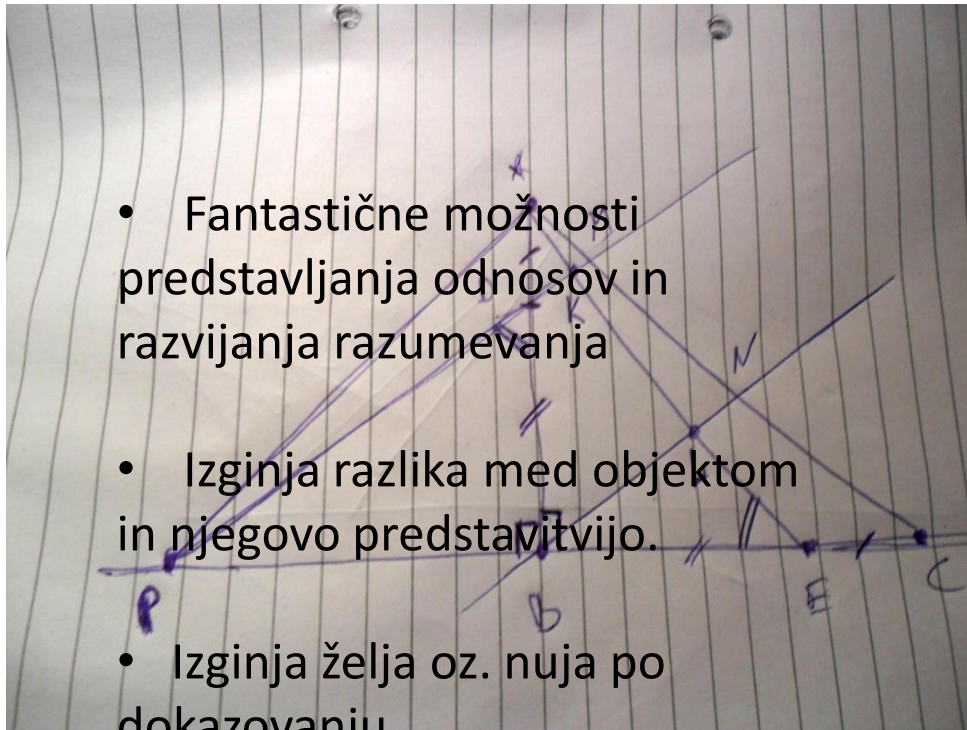 A
• Fantastične možnosti
predstavljanja odnosov in
razvijanja razumevanja
K
N
• Izginja razlika med objektom
in njegovo predstavitvijo.
P B E C
• Izginja želja oz. nuja po
dokazovanju